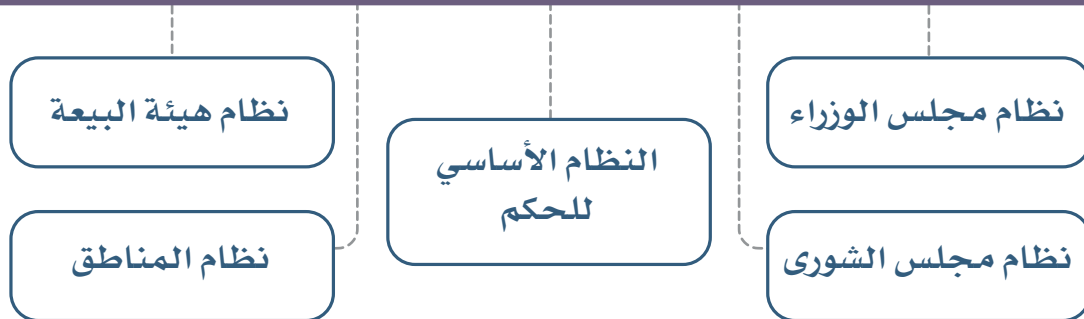 نظام مجلس الوزراء
نظام هيئة البيعة
النظام الأساسي
للحكم
نظام مجلس الشورى
نظام المناطق